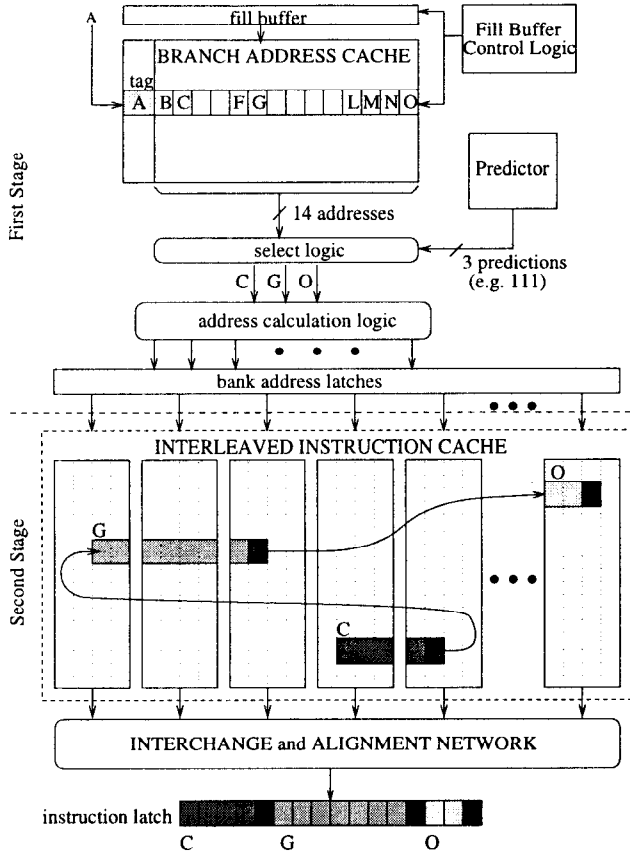 fill buffer
A
Fill Buffer
Control Logic
BRANCH ADDRESS CACHE
tag
A B C F G L M N O
Predictor
First Stage
14 addresses
select logic
3 predictions
(e.g. 111)
C G O
address calculation logic
bank address latches
INTERLEAVED INSTRUCTION CACHE
O
G
Second Stage
C
INTERCHANGE and ALIGNMENT NETWORK
instruction latch
C G O